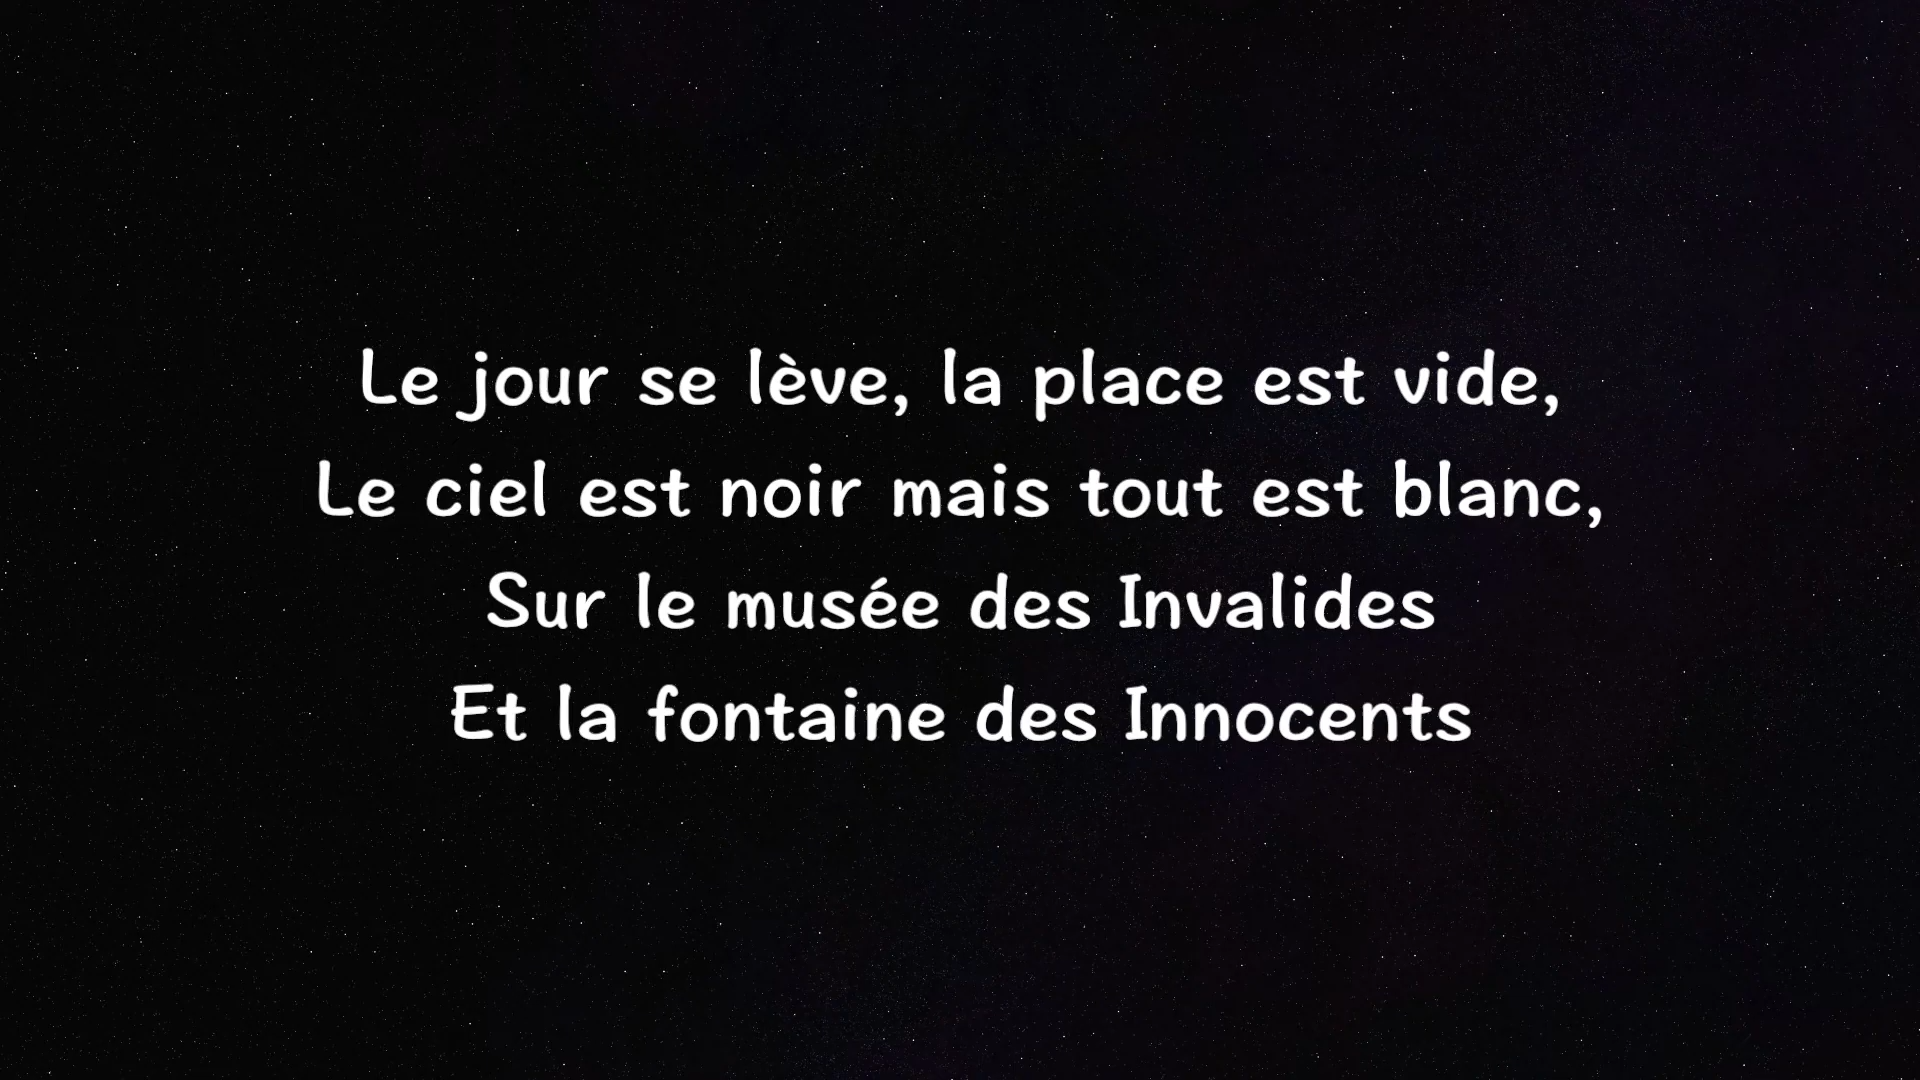 Le jour se lève, la place est vide,
Le ciel est noir mais tout est blanc,
Sur le musée des Invalides
Et la fontaine des Innocents